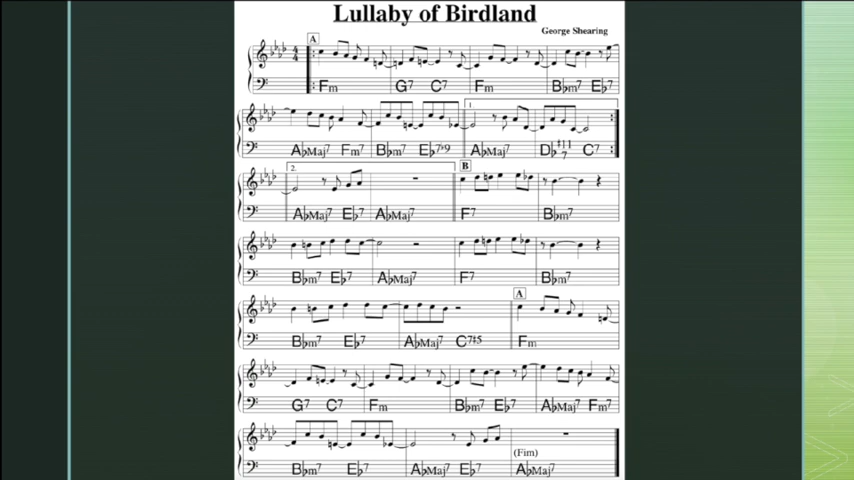 Lullaby of Birdland
George Shearing
A
Fm G7 C7 Fm B♭m7 E♭7
1.
A♭Maj7 Fm7 B♭m7 E♭7♭9 A♭Maj7 D♭7♯11 C7
2. B
A♭Maj7 E♭7 A♭Maj7 F7 B♭m7
B♭m7 E♭7 A♭Maj7 F7 B♭m7
A
B♭m7 E♭7 A♭Maj7 C7♯5 Fm
G7 C7 Fm B♭m7 E♭7 A♭Maj7 Fm7
(Fim)
B♭m7 E♭7 A♭Maj7 E♭7 A♭Maj7